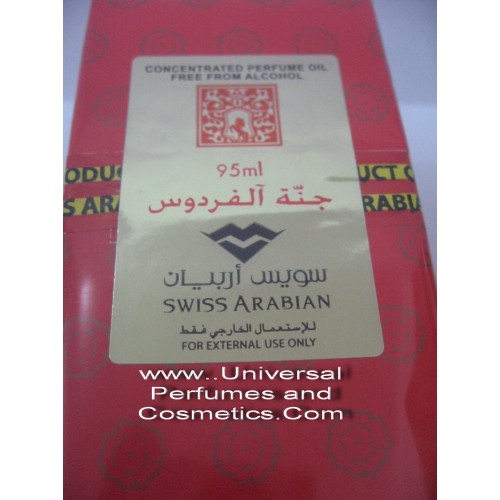 CONCENTRATED PERFUME OIL
FREE FROM ALCOHOL
95ml
جنّة آلفردوس
سويس أربيان
SWISS ARABIAN
للإستعمال الخارجي فقط
FOR EXTERNAL USE ONLY
www..Universal
Perfumes and
Cosmetics.Com